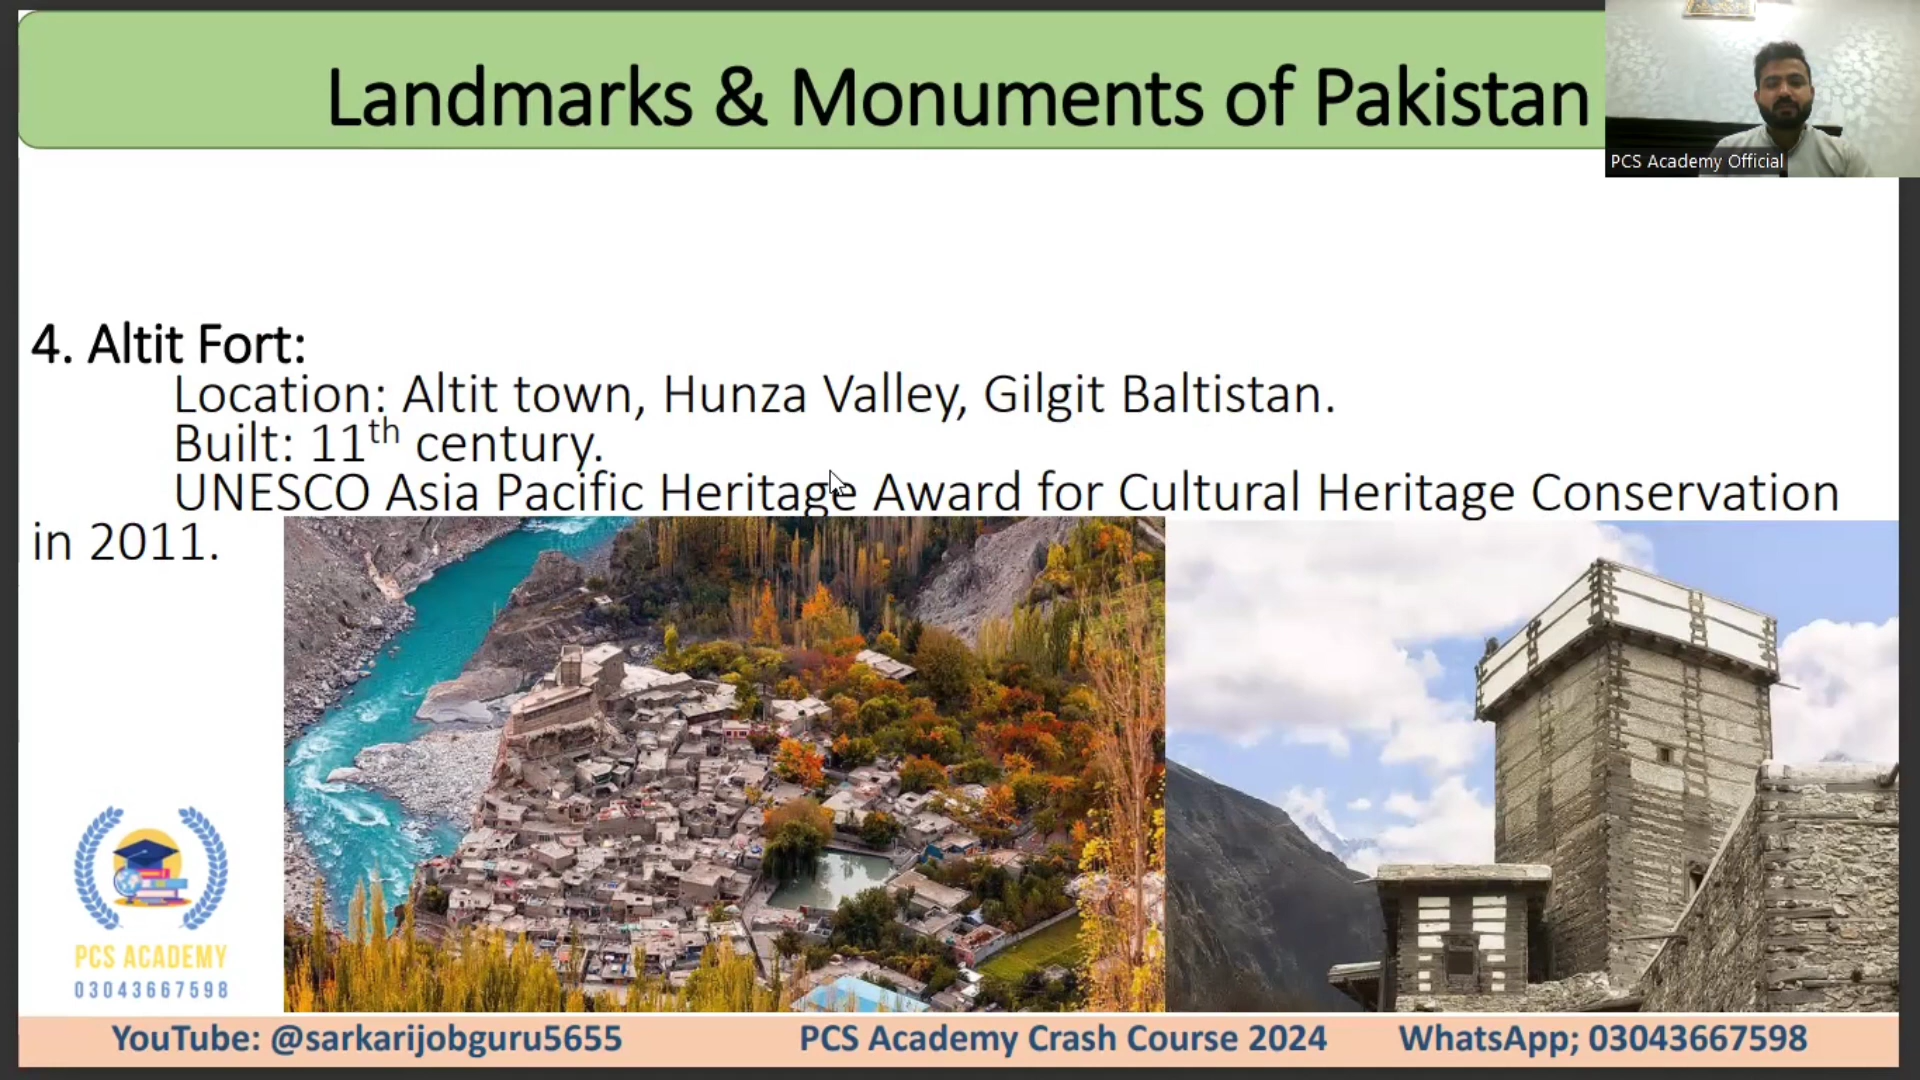 Landmarks & Monuments of Pakistan
PCS Academy Official
4. Altit Fort:
Location: Altit town, Hunza Valley, Gilgit Baltistan.
Built: 11th century.
UNESCO Asia Pacific Heritage Award for Cultural Heritage Conservation
in 2011.
PCS ACADEMY
03043667598
YouTube: @sarkarijobguru5655 PCS Academy Crash Course 2024 WhatsApp; 03043667598